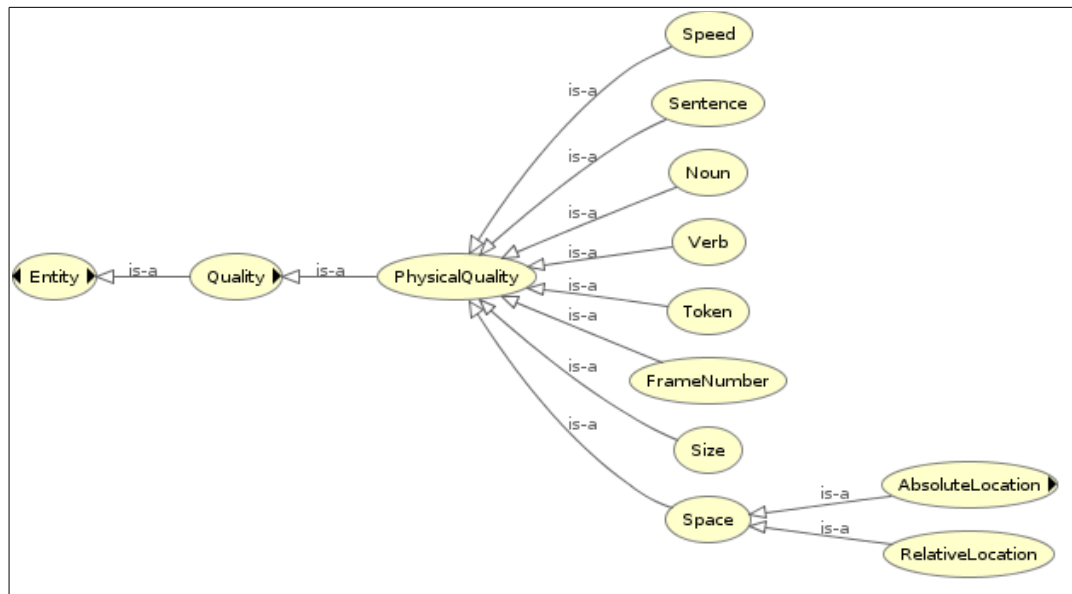 Speed
is-a
Sentence
is-a
is-a
Noun
is-a
Verb
is-a
Entity is-a Quality is-a PhysicalQuality
is-a
Token
is-a
FrameNumber
is-a
Size
is-a
AbsoluteLocation
is-a
Space
is-a
RelativeLocation